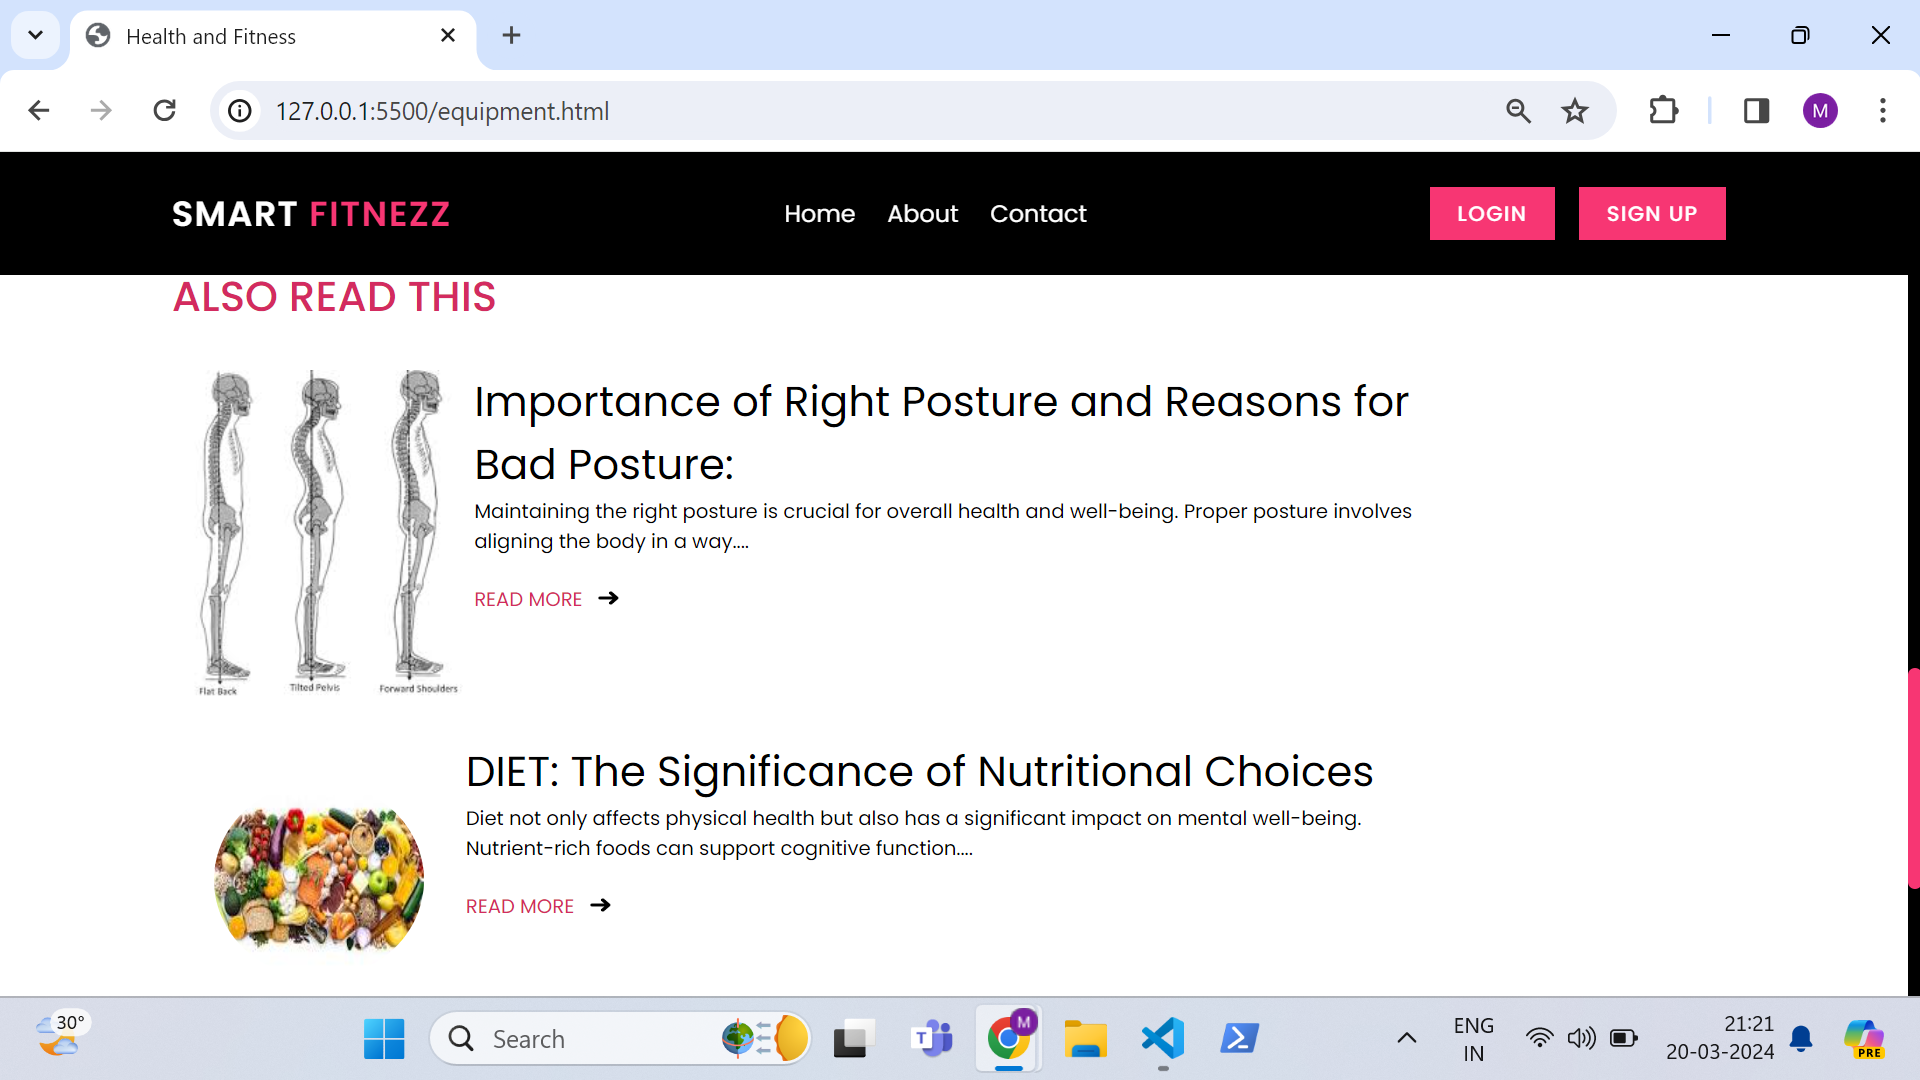 Health and Fitness
127.0.0.1:5500/equipment.html
M
SMART FITNEZZ
Home About Contact
LOGIN SIGN UP
ALSO READ THIS
Importance of Right Posture and Reasons for
Bad Posture:
Maintaining the right posture is crucial for overall health and well-being. Proper posture involves
aligning the body in a way....
READ MORE
Flat Back Tilted Pelvis Forward Shoulders
DIET: The Significance of Nutritional Choices
Diet not only affects physical health but also has a significant impact on mental well-being.
Nutrient-rich foods can support cognitive function....
READ MORE
30°
Search
T
M
ENG
IN
21:21
20-03-2024
PRE